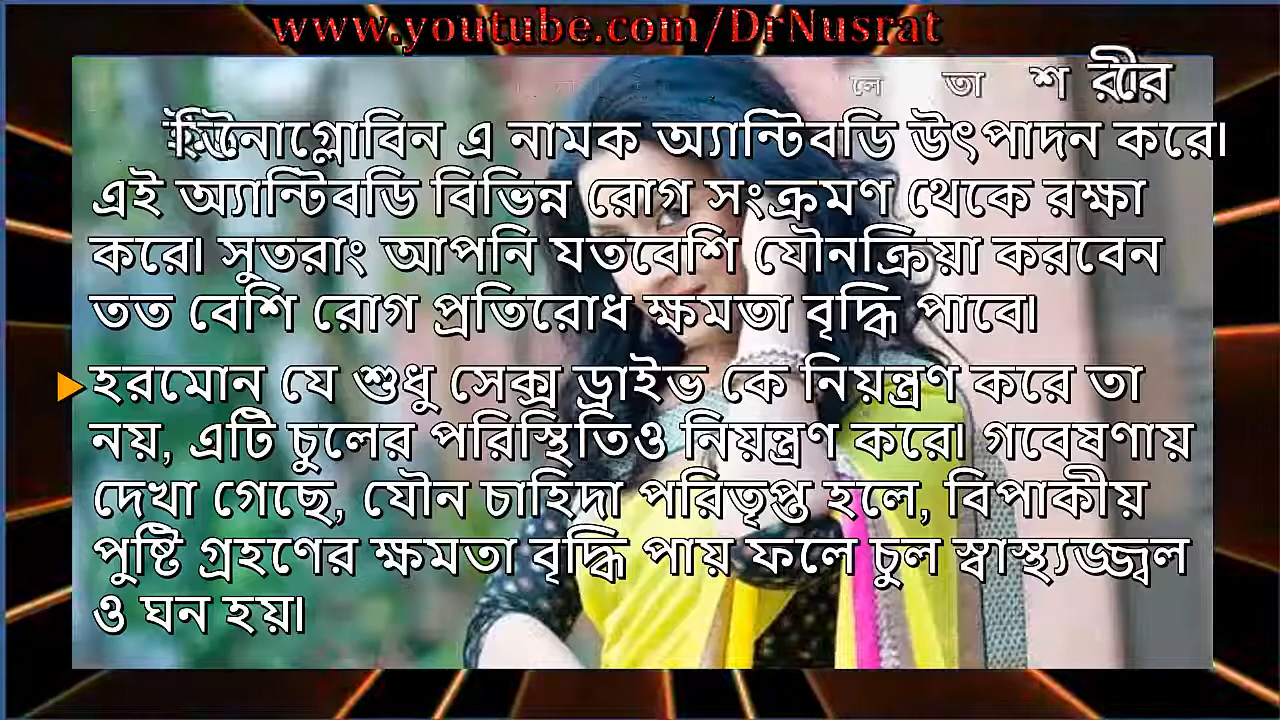 www.youtube.com/DrNusrat
লে তা
নোগ্লোবিন এ নামক অ্যান্টিবডি উৎপাদন করে।
এই অ্যান্টিবডি বিভিন্ন রোগ সংক্রমণ থেকে রক্ষা
করে। সুতরাং আপনি যতবেশি যৌনক্রিয়া করবেন
তত বেশি রোগ প্রতিরোধ ক্ষমতা বৃদ্ধি পাবে।
হরমোন যে শুধু সেক্স ড্রাইভ কে নিয়ন্ত্রণ করে তা
নয়, এটি চুলের পরিস্থিতিও নিয়ন্ত্রণ করে। গবেষণায়
দেখা গেছে, যৌন চাহিদা পরিতৃপ্ত হলে, বিপাকীয়
পুষ্টি গ্রহণের ক্ষমতা বৃদ্ধি পায় ফলে চুল স্বাস্থ্যজ্জ্বল
ও ঘন হয়।